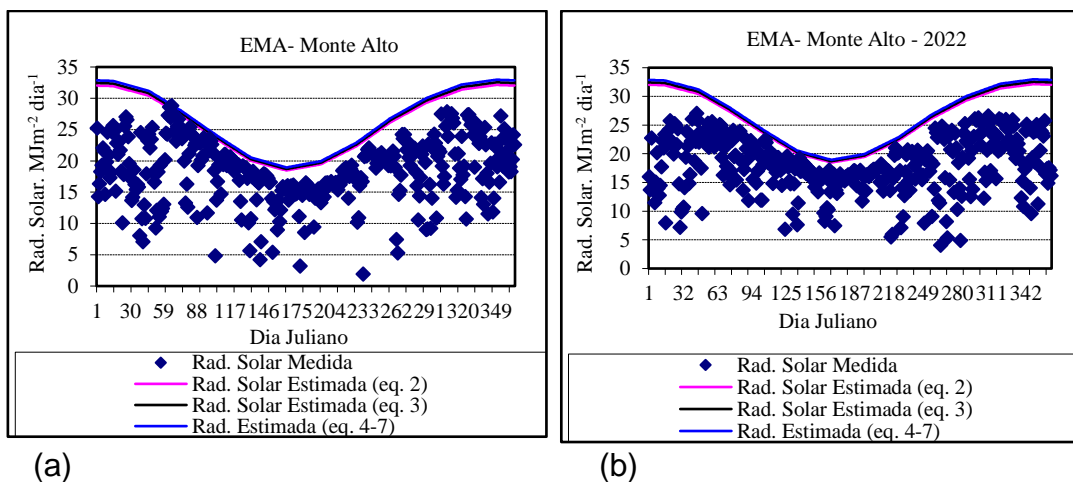 EMA- Monte Alto
35
30
25
20
15
10
5
0
Rad. Solar. MJm⁻² dia⁻¹
1 30 59 88 117 146 175 204 233 262 291 320 349
Dia Juliano
Rad. Solar Medida
Rad. Solar Estimada (eq. 2)
Rad. Solar Estimada (eq. 3)
Rad. Estimada (eq. 4-7)
(a)
EMA- Monte Alto - 2022
35
30
25
20
15
10
5
0
Rad. Solar. MJm⁻² dia⁻¹
1 32 63 94 125 156 187 218 249 280 311 342
Dia Juliano
Rad. Solar Medida
Rad. Solar Estimada (eq. 2)
Rad. Solar Estimada (eq. 3)
Rad. Estimada (eq. 4-7)
(b)